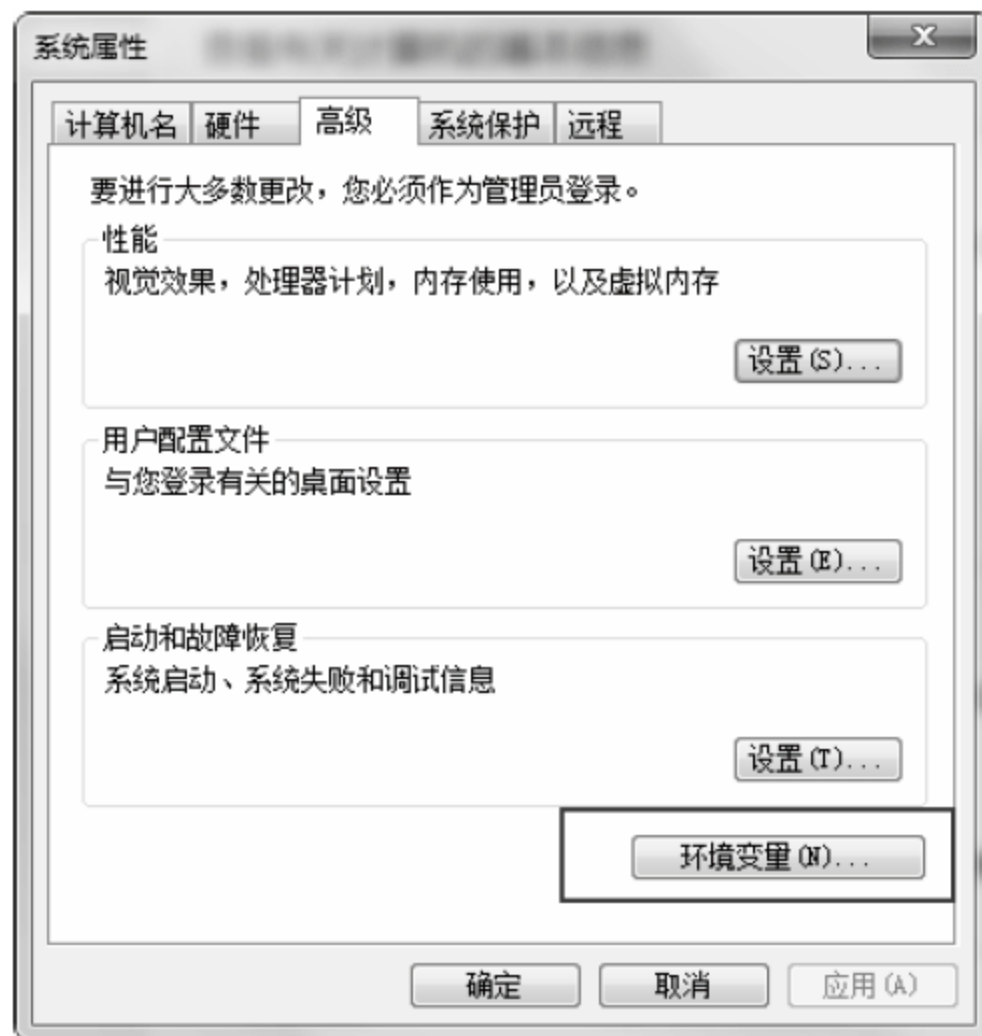 系统属性
计算机名 硬件 高级 系统保护 远程
要进行大多数更改，您必须作为管理员登录。
性能
视觉效果，处理器计划，内存使用，以及虚拟内存
设置(S)...
用户配置文件
与您登录有关的桌面设置
设置(E)...
启动和故障恢复
系统启动、系统失败和调试信息
设置(T)...
环境变量(N)...
确定 取消 应用(A)